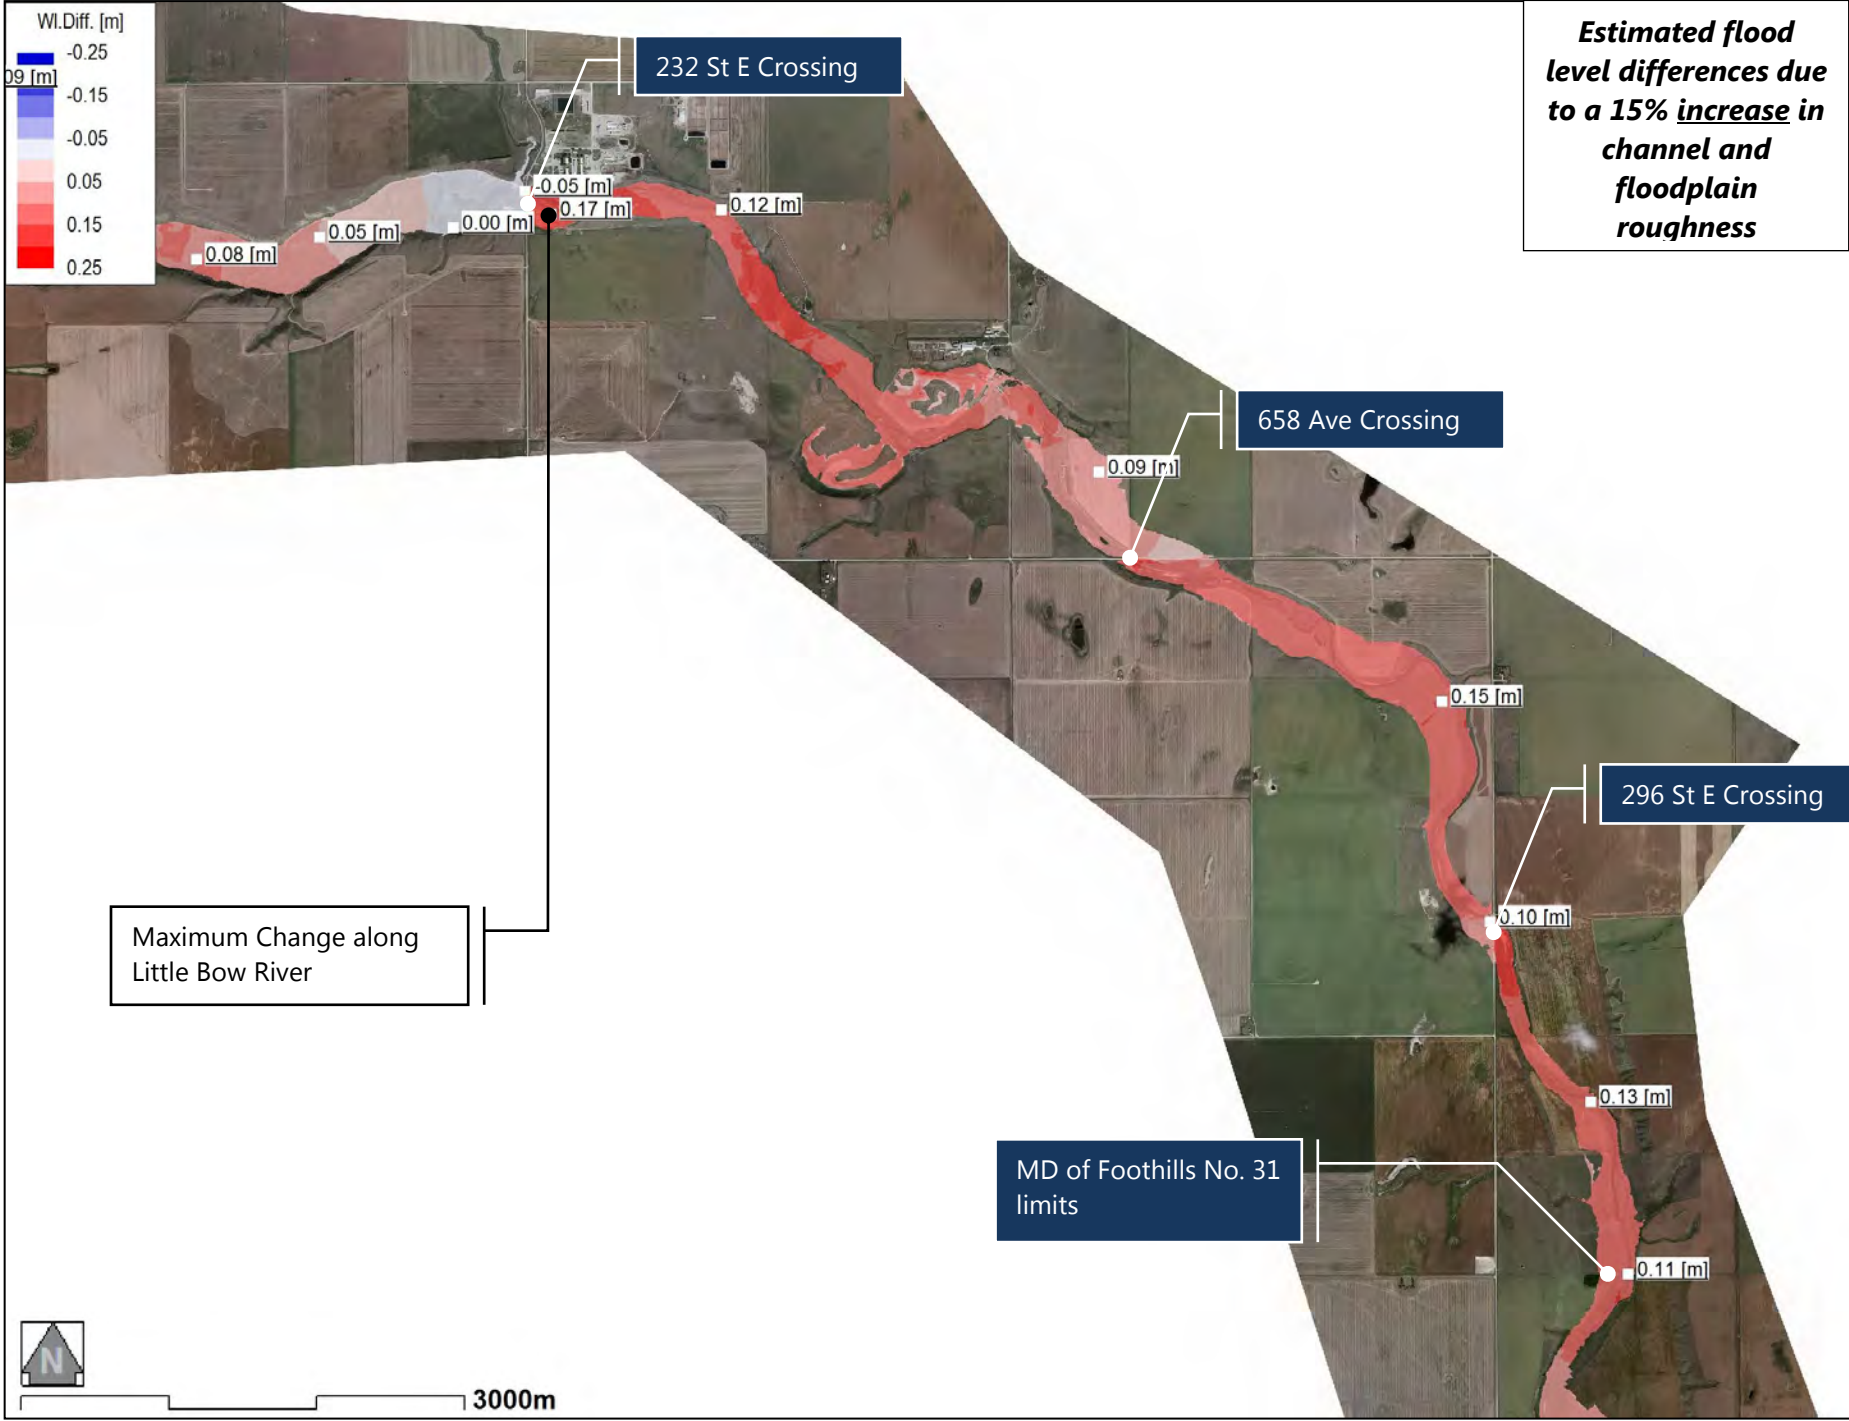 Wl.Diff. [m]
-0.25
09 [m]
-0.15
-0.05
0.05
0.15
0.25
Estimated flood
level differences due
to a 15% increase in
channel and
floodplain
roughness
232 St E Crossing
-0.05 [m]
0.17 [m]
0.12 [m]
0.00 [m]
0.05 [m]
0.08 [m]
658 Ave Crossing
0.09 [m]
0.15 [m]
296 St E Crossing
0.10 [m]
Maximum Change along
Little Bow River
0.13 [m]
MD of Foothills No. 31
limits
0.11 [m]
N
3000m